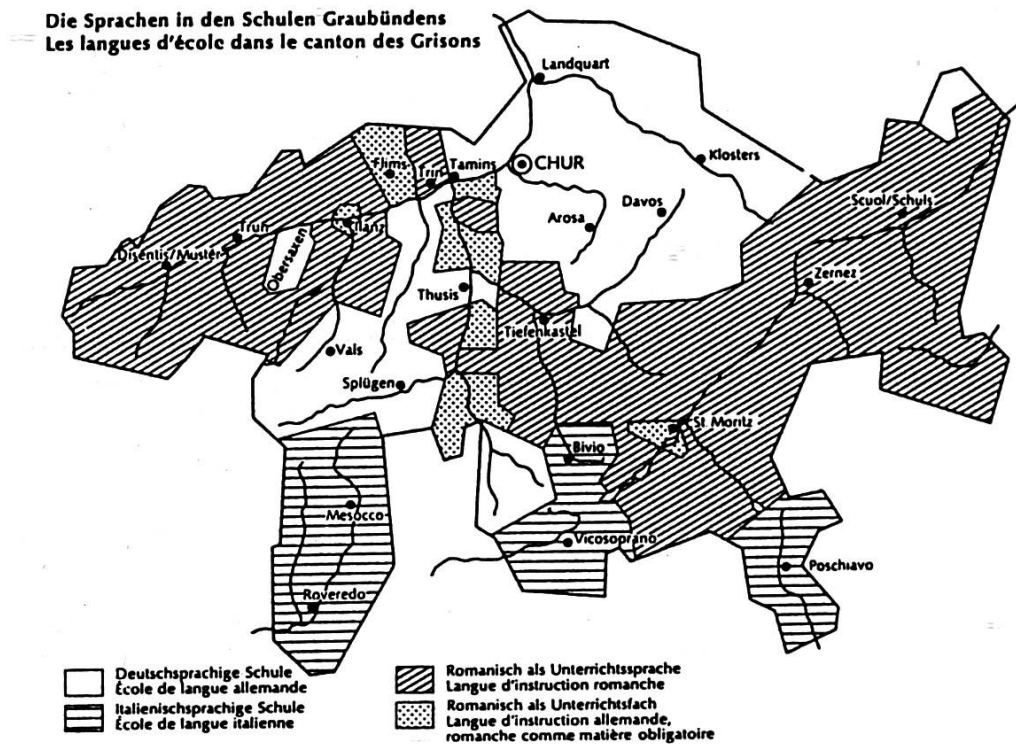 Die Sprachen in den Schulen Graubündens
Les langues d'école dans le canton des Grisons
Landquart
Klosters
CHUR
Flims
Trin
Tamins
Davos
Arosa
Scuol/Schuls
Ilanz
Trun
Disentis/Mustér
Obersaxen
Zernez
Thusis
Tiefenkastel
Vals
Splügen
St. Moritz
Bivio
Mesocco
Vicosoprano
Poschiavo
Roveredo
Deutschsprachige Schule
École de langue allemande
Italienischsprachige Schule
École de langue italienne
Romanisch als Unterrichtssprache
Langue d'instruction romanche
Romanisch als Unterrichtsfach
Langue d'instruction allemande,
romanche comme matière obligatoire